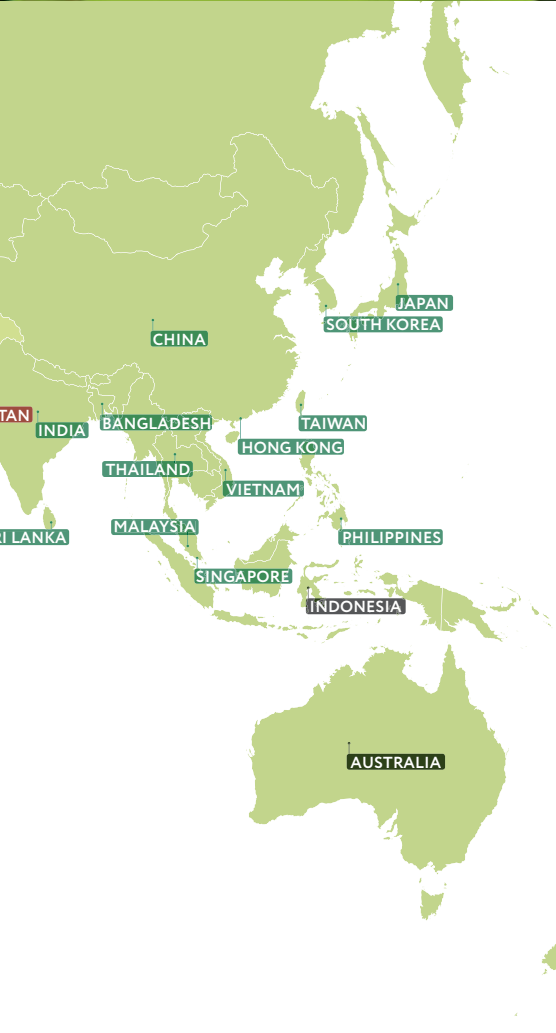 JAPAN
SOUTH KOREA
CHINA
TAN
INDIA
BANGLADESH
TAIWAN
HONG KONG
THAILAND
VIETNAM
MALAYSIA
RI LANKA
PHILIPPINES
SINGAPORE
INDONESIA
AUSTRALIA